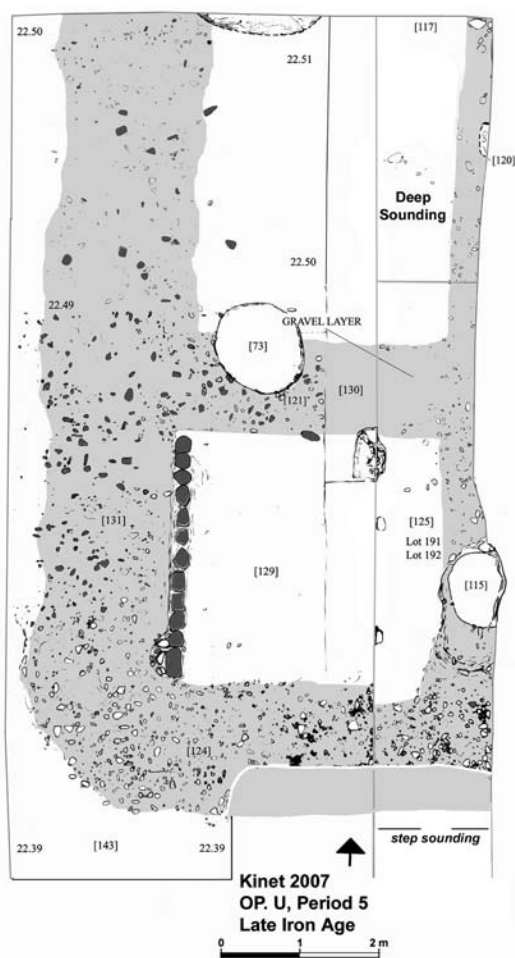 22.50
[117]
22.51
[120]
Deep
Sounding
22.50
22.49
GRAVEL LAYER
[73]
[130]
[121]
[131]
[125]
Lot 191
Lot 192
[129]
[115]
[124]
step sounding
22.39
[143]
22.39
Kinet 2007
OP. U, Period 5
Late Iron Age
0 1 2 m